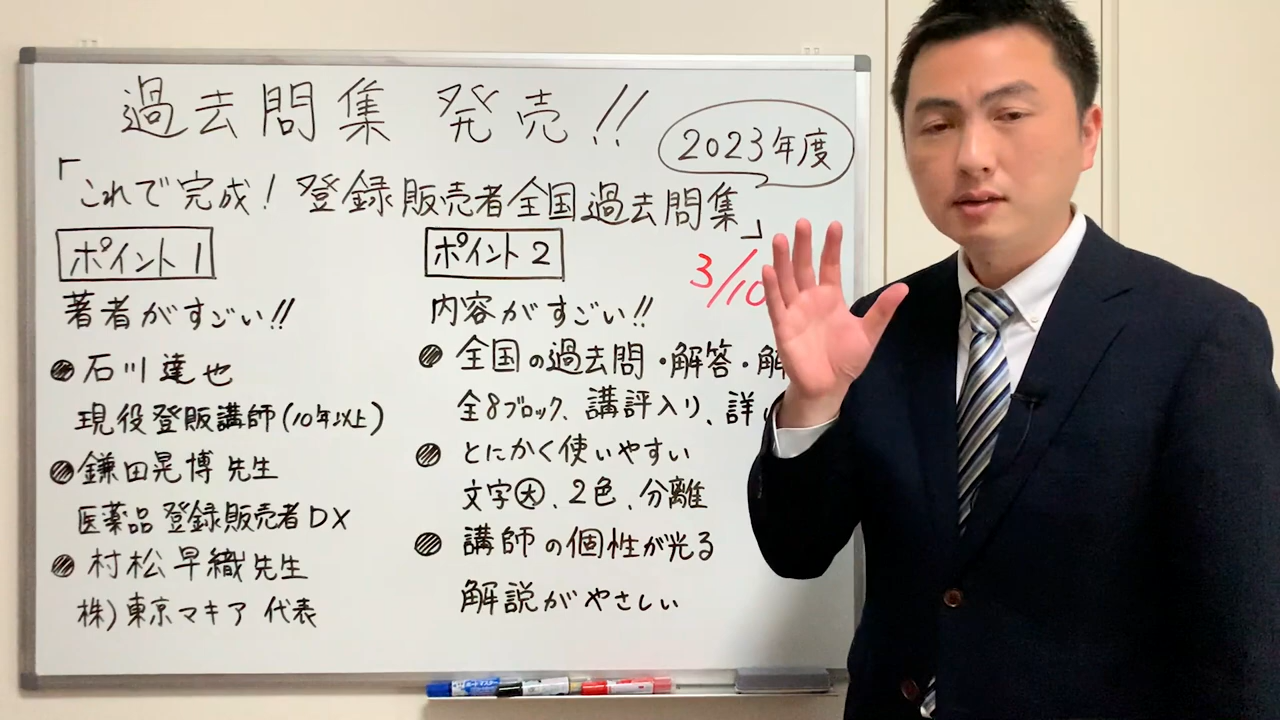 過去問集 発売!!
2023年度
「これで完成！登録販売者全国過去問集」
3/10
ポイント1
著者がすごい!!
石川達也
現役登販講師(10年以上)
鎌田晃博先生
医薬品登録販売者DX
村松早織先生
株)東京マキア 代表
ポイント2
内容がすごい!!
全国の過去問・解答・解
全8ブロック、講評入り、詳
とにかく使いやすい
文字大、2色、分離
講師の個性が光る
解説がやさしい